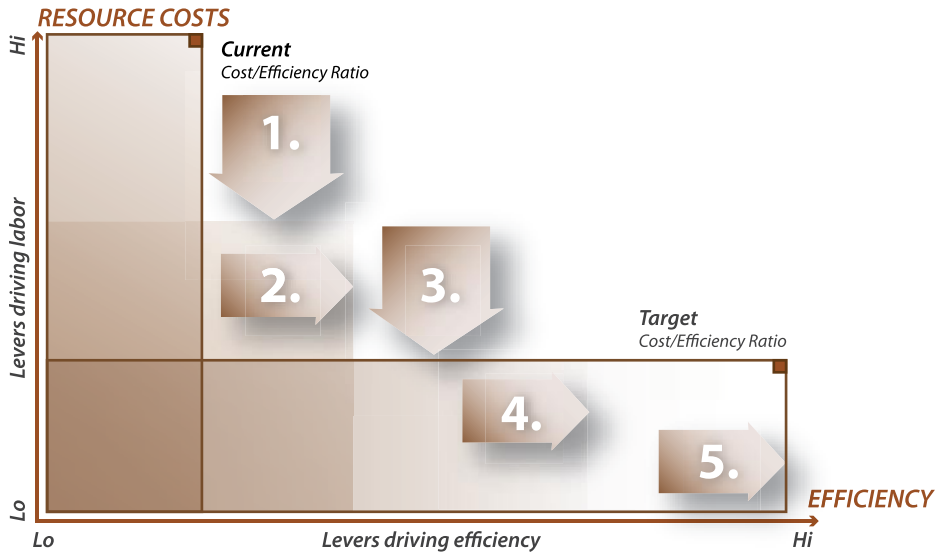 RESOURCE COSTS
Hi
Current
Cost/Efficiency Ratio
1.
Levers driving labor
2.
3.
Target
Cost/Efficiency Ratio
4.
5.
EFFICIENCY
Lo
Lo
Levers driving efficiency
Hi